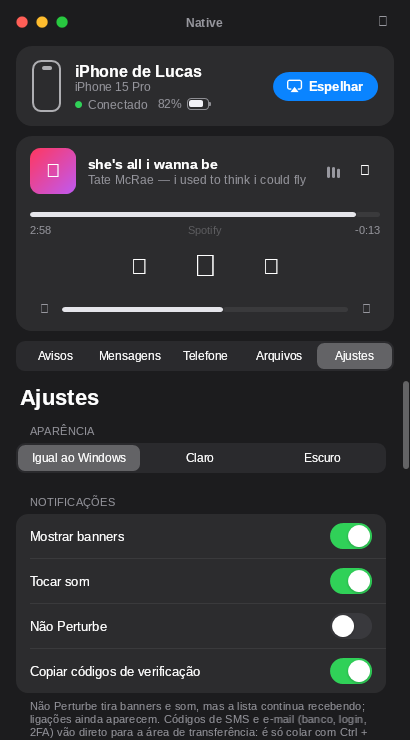 Native
iPhone de Lucas
iPhone 15 Pro
Conectado 82%
Espelhar
she's all i wanna be
Tate McRae — i used to think i could fly
2:58 Spotify -0:13
Avisos Mensagens Telefone Arquivos Ajustes
Ajustes
APARÊNCIA
Igual ao Windows Claro Escuro
NOTIFICAÇÕES
Mostrar banners
Tocar som
Não Perturbe
Copiar códigos de verificação
Não Perturbe tira banners e som, mas a lista continua recebendo;
ligações ainda aparecem. Códigos de SMS e e-mail (banco, login,
2FA) vão direto para a área de transferência: é só colar com Ctrl +